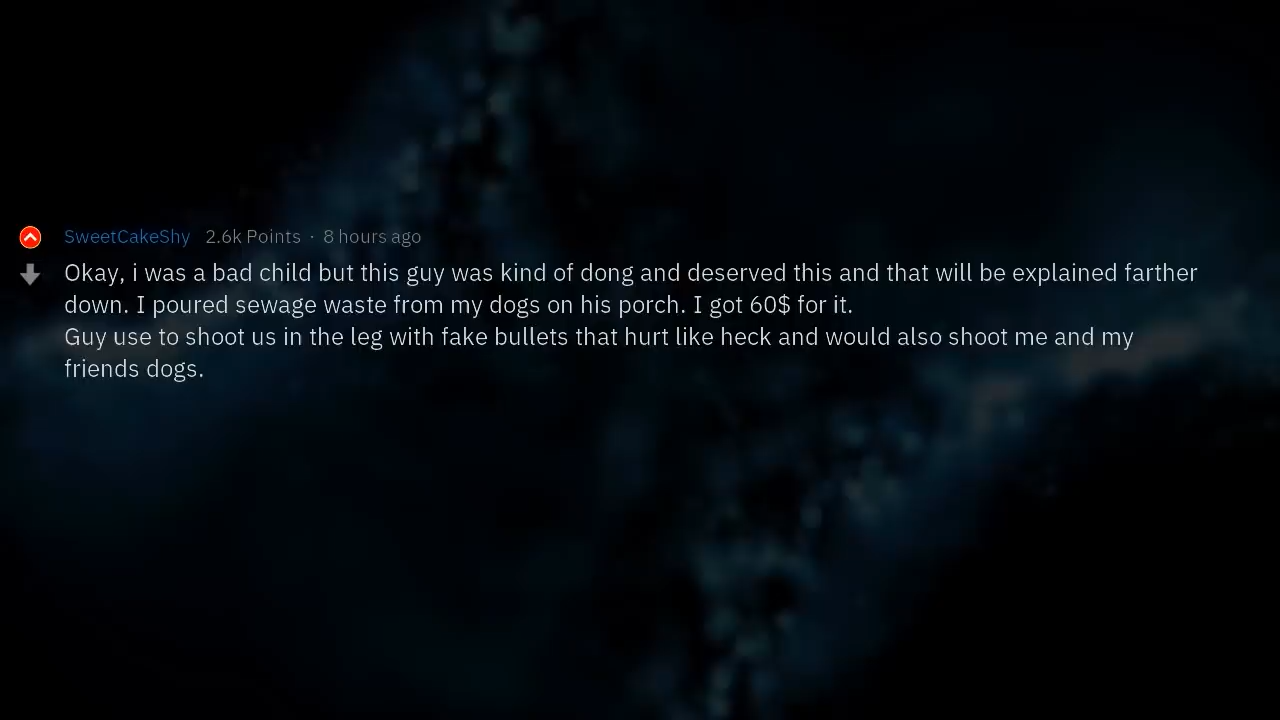 SweetCakeShy 2.6k Points · 8 hours ago
Okay, i was a bad child but this guy was kind of dong and deserved this and that will be explained farther
down. I poured sewage waste from my dogs on his porch. I got 60$ for it.
Guy use to shoot us in the leg with fake bullets that hurt like heck and would also shoot me and my
friends dogs.